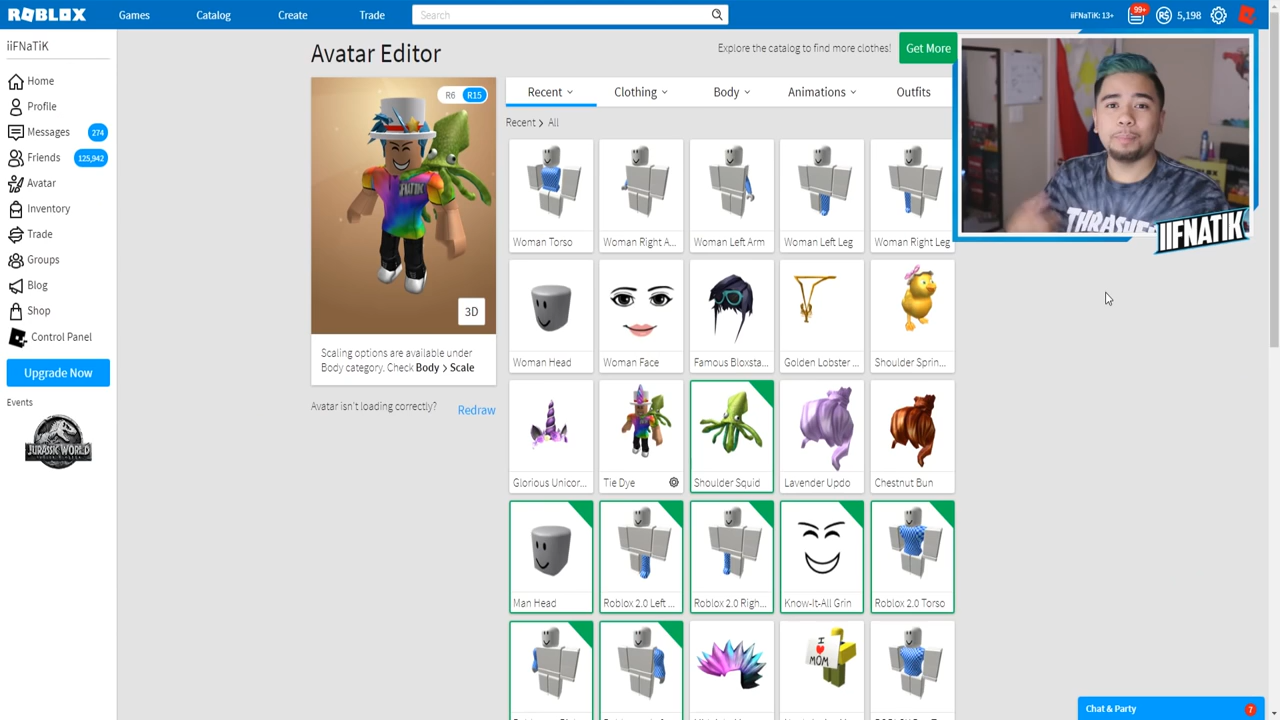 ROBLOX
Games
Catalog
Create
Trade
Search
iiFNaTiK: 13+
99+
5,198
iiFNaTiK
Home
Profile
Messages
274
Friends
125,942
Avatar
Inventory
Trade
Groups
Blog
Shop
Control Panel
Upgrade Now
Events
JURASSIC WORLD
Avatar Editor
Explore the catalog to find more clothes!
Get More
R6
R15
FNATIK
3D
Scaling options are available under
Body category. Check Body > Scale
Avatar isn't loading correctly?
Redraw
Recent
Clothing
Body
Animations
Outfits
Recent > All
Woman Torso
Woman Right A...
Woman Left Arm
Woman Left Leg
Woman Right Leg
Woman Head
Woman Face
Famous Bloxsta...
Golden Lobster ...
Shoulder Sprin...
Glorious Unicor...
Tie Dye
Shoulder Squid
Lavender Updo
Chestnut Bun
Man Head
Roblox 2.0 Left ...
Roblox 2.0 Righ...
Know-It-All Grin
Roblox 2.0 Torso
I
MOM
THRASHER
IIFNATIK
Chat & Party
7